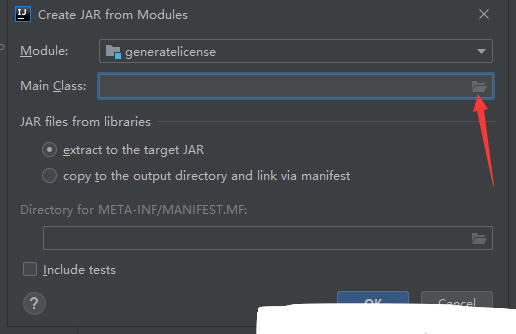 Create JAR from Modules
Module: generatelicense
Main Class:
JAR files from libraries
extract to the target JAR
copy to the output directory and link via manifest
Directory for META-INF/MANIFEST.MF:
Include tests
? OK Cancel